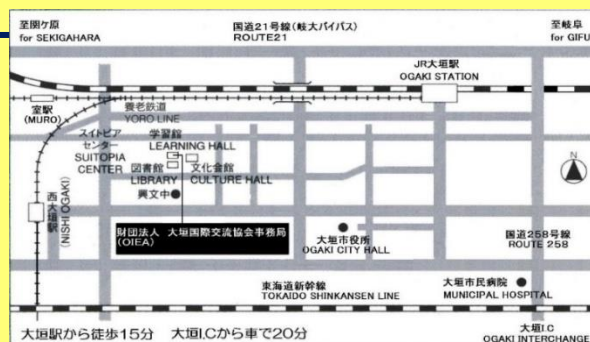 至関ケ原
for SEKIGAHARA
国道21号線(岐大バイパス)
ROUTE21
至岐阜
for GIFU
JR大垣駅
OGAKI STATION
室駅
(MURO)
養老鉄道
YORO LINE
スイトピア
センター
SUITOPIA
CENTER
学習館
LEARNING HALL
図書館
LIBRARY
文化会館
CULTURE HALL
興文中
N
西大垣駅
(NISHI OGAKI)
財団法人 大垣国際交流協会事務局
(OIEA)
大垣市役所
OGAKI CITY HALL
国道258号線
ROUTE 258
東海道新幹線
TOKAIDO SHINKANSEN LINE
大垣市民病院
MUNICIPAL HOSPITAL
大垣駅から徒歩15分 大垣I.Cから車で20分
大垣I.C
OGAKI INTERCHANGE